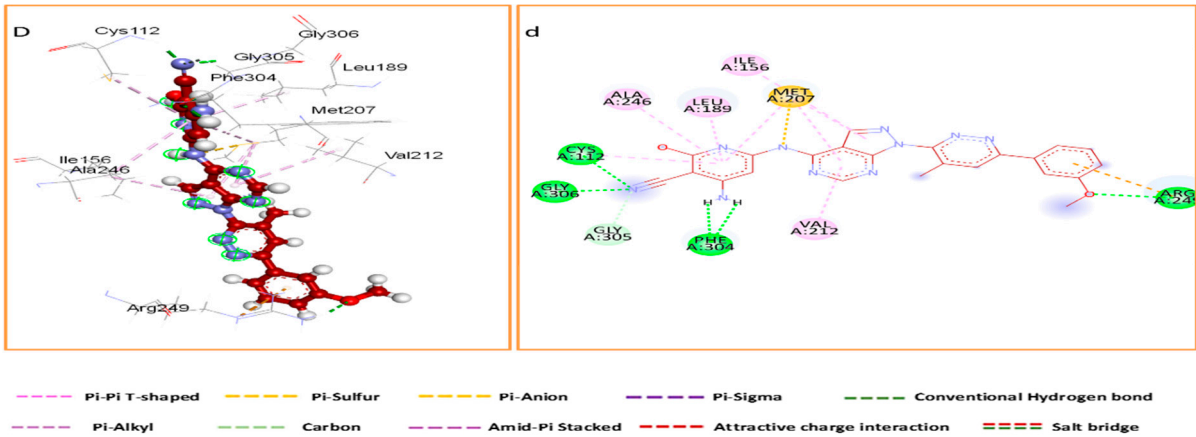 D
Cys112
Gly306
Gly305
Leu189
Phe304
Met207
Ile156
Ala246
Val212
Arg249
d
ILE
A:156
ALA
A:246
LEU
A:189
MET
A:207
CYS
A:112
GLY
A:306
GLY
A:305
PHE
A:304
VAL
A:212
ARG
N
N
N
N
N
N
N
N
N
N
N
O
O
H H
Pi-Pi T-shaped Pi-Sulfur Pi-Anion Pi-Sigma Conventional Hydrogen bond
Pi-Alkyl Carbon Amid-Pi Stacked Attractive charge interaction Salt bridge